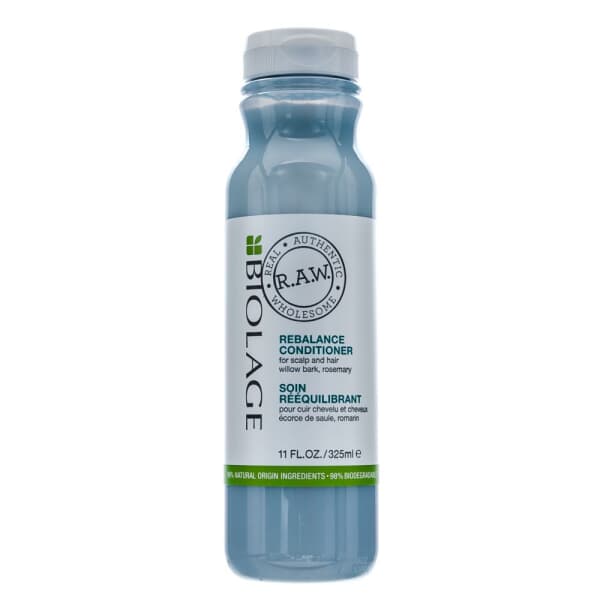 BIOLAGE
REAL • AUTHENTIC • WHOLESOME •
R.A.W.
REBALANCE
CONDITIONER
for scalp and hair
willow bark, rosemary
SOIN
RÉÉQUILIBRANT
pour cuir chevelu et cheveux
écorce de saule, romarin
11 FL.OZ./325ml e
NATURAL ORIGIN INGREDIENTS • 98% BIODEGRADABLE